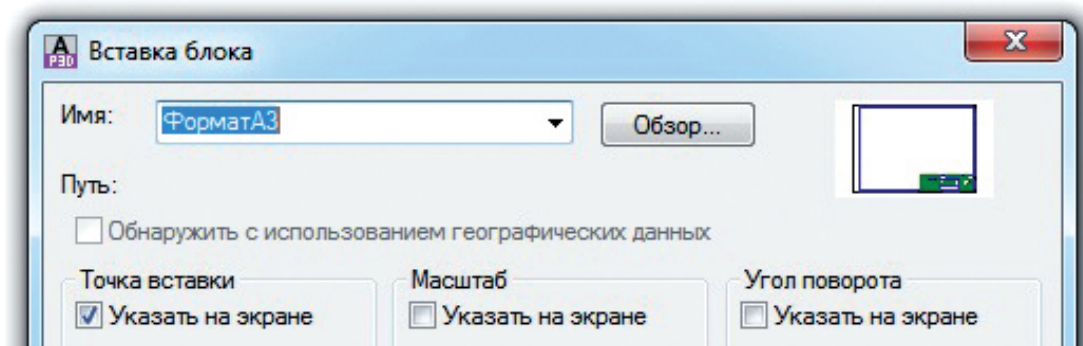 A P3D Вставка блока
Имя: ФорматА3 Обзор...
Путь:
Обнаружить с использованием географических данных
Точка вставки Масштаб Угол поворота
Указать на экране Указать на экране Указать на экране